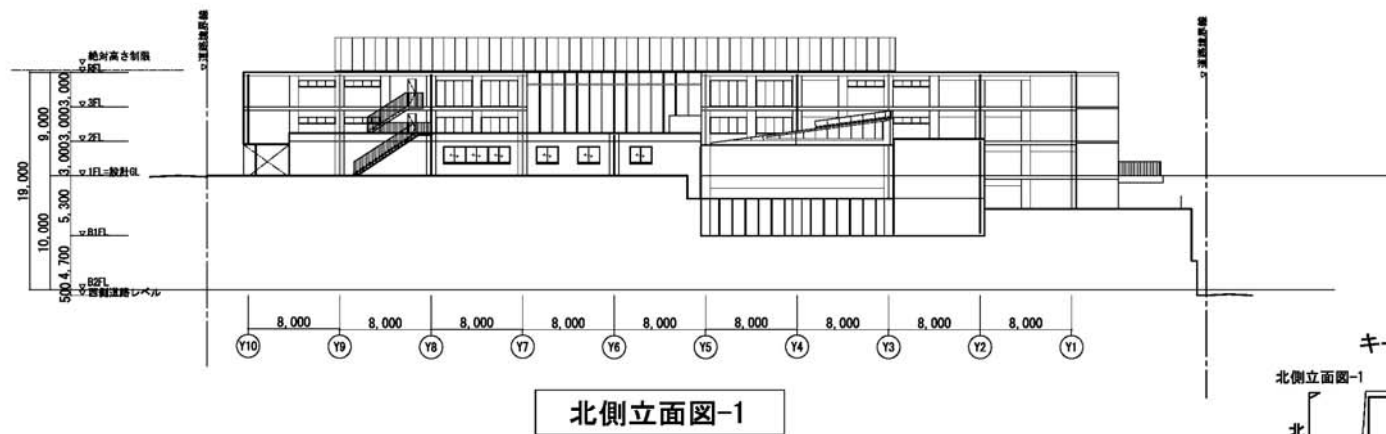 道路境界線
道路境界線
▽絶対高さ制限
▽RFL
▽3FL
▽2FL
▽1FL=設計GL
▽B1FL
▽B2FL
▽西側道路レベル
3,000
3,000
3,000
5,300
4,700
500
9,000
10,000
19,000
8,000 8,000 8,000 8,000 8,000 8,000 8,000 8,000 8,000
Y10 Y9 Y8 Y7 Y6 Y5 Y4 Y3 Y2 Y1
北側立面図-1
キ
北側立面図-1
北